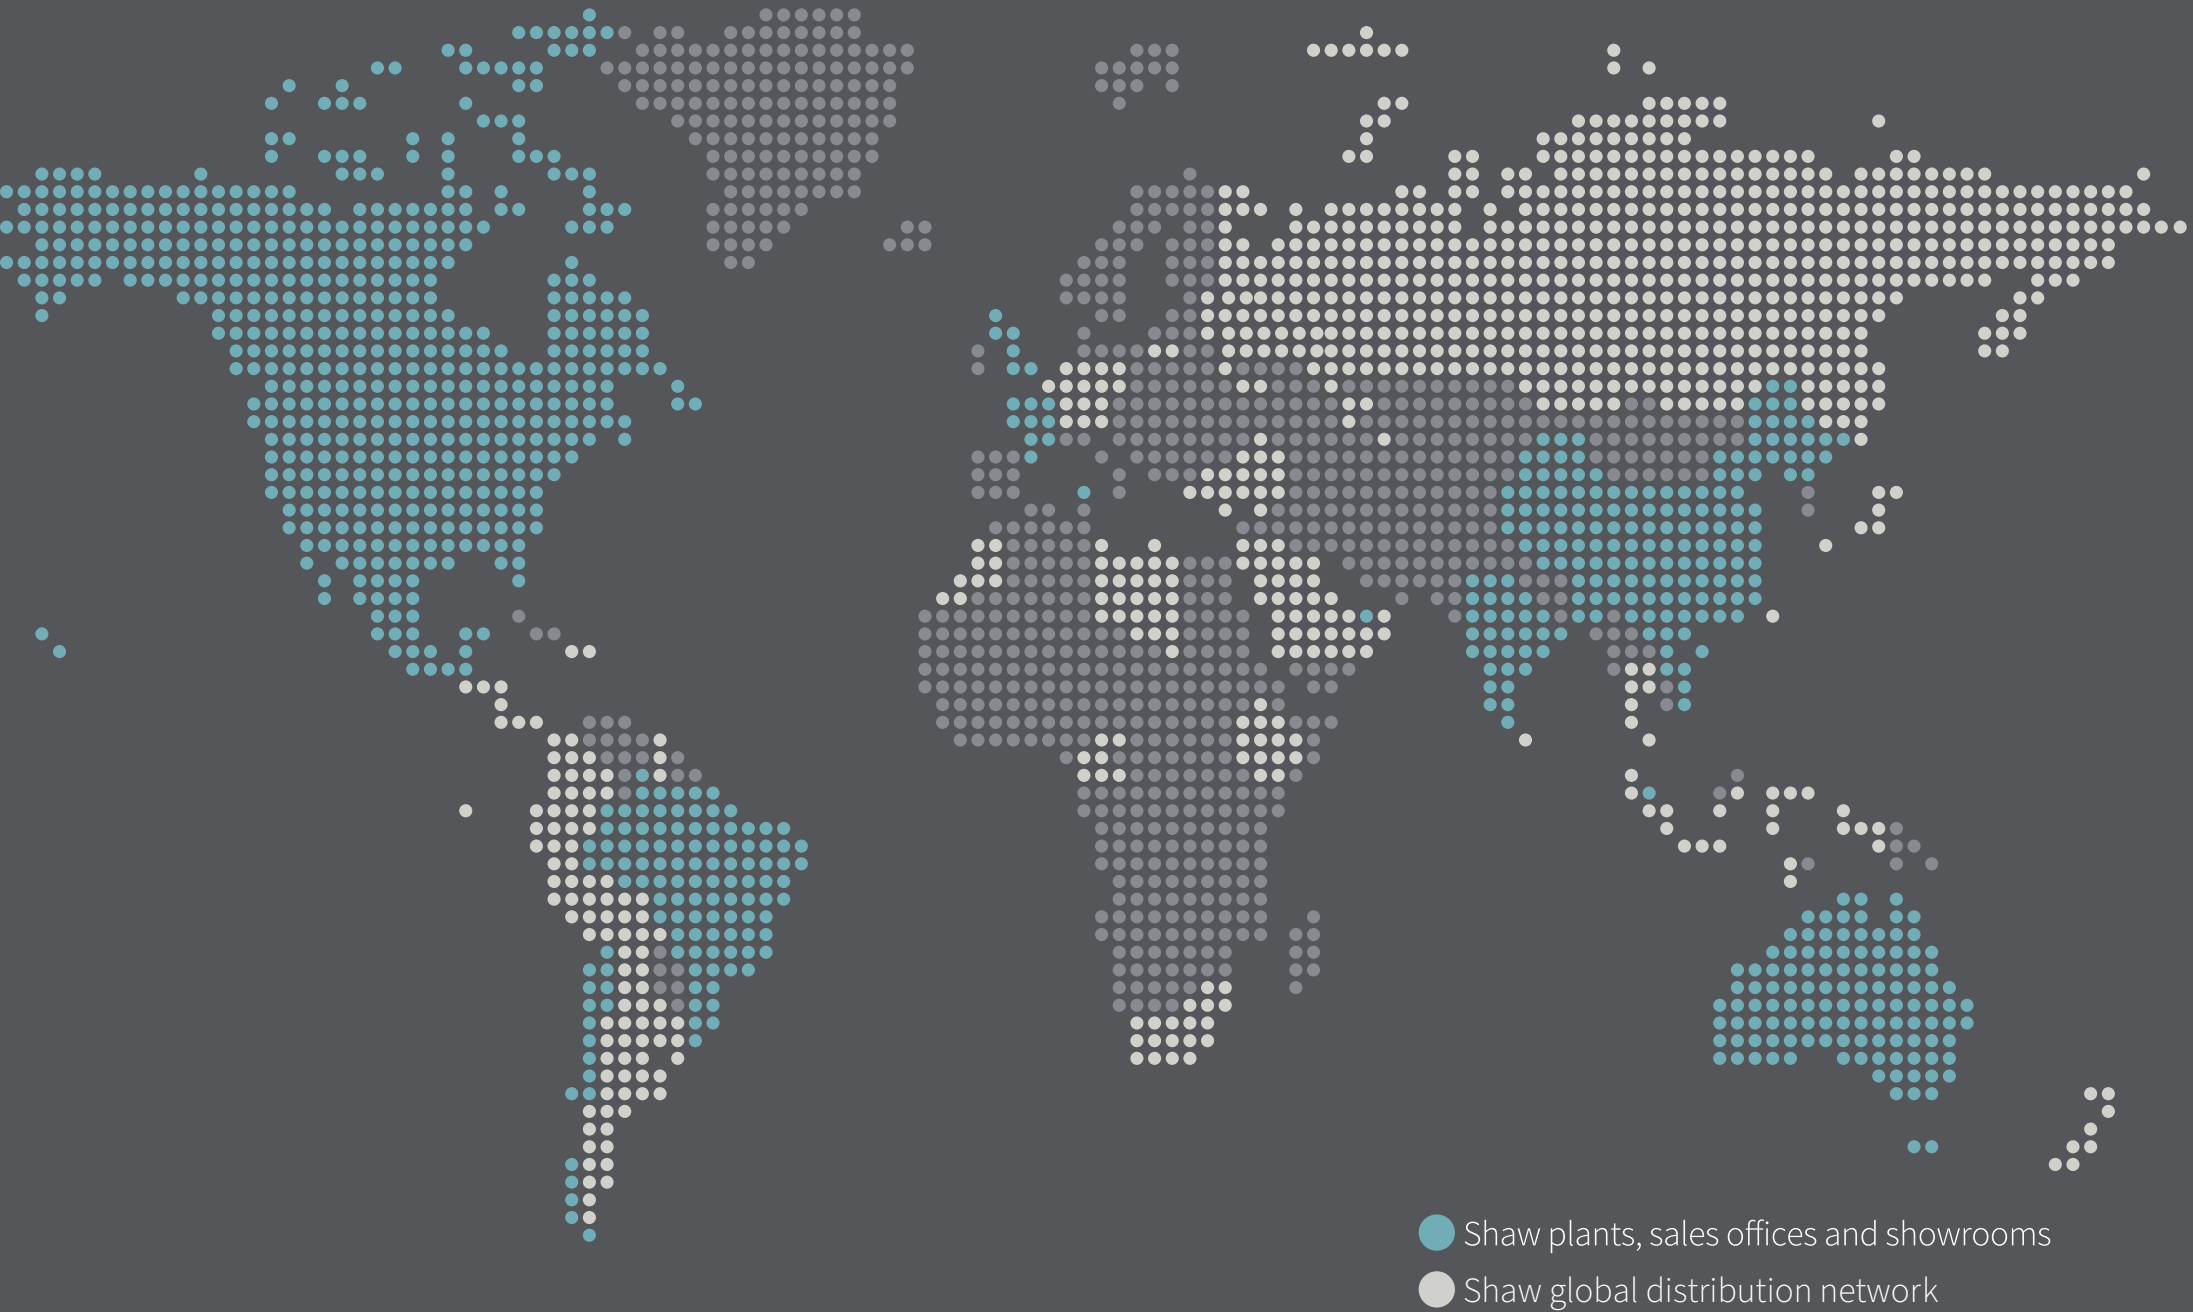 Shaw plants, sales offices and showrooms
Shaw global distribution network